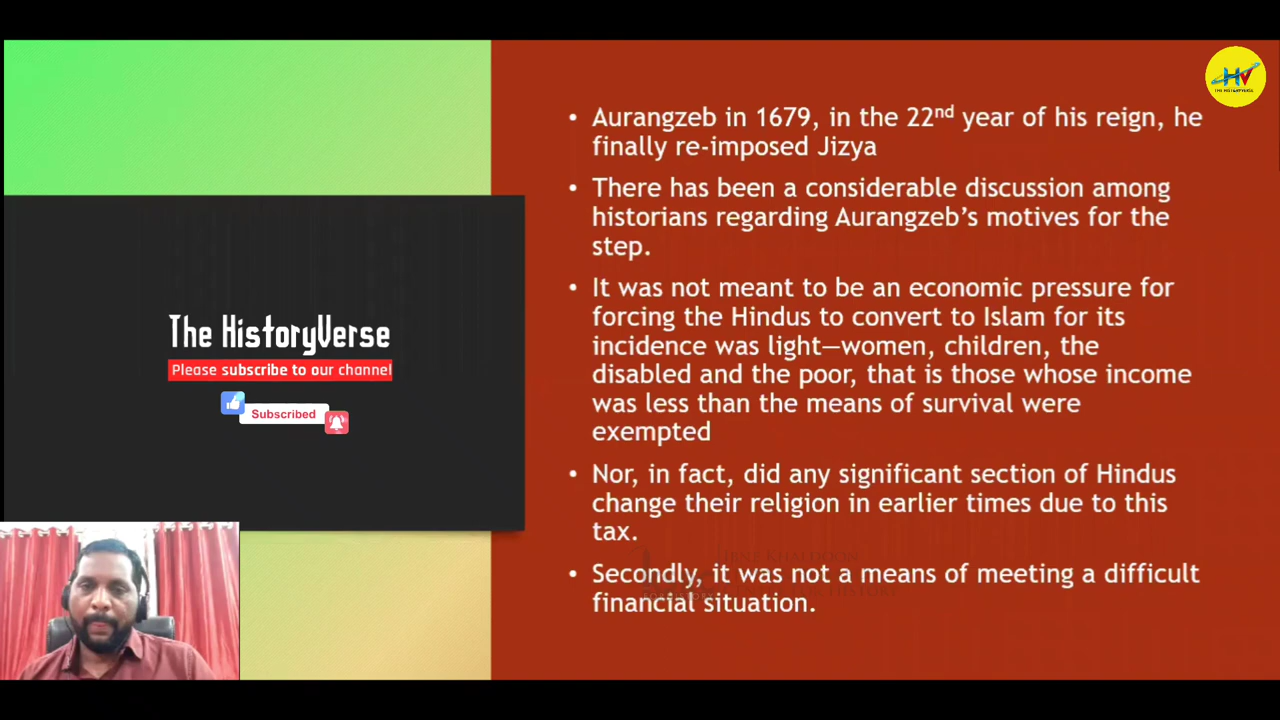 HV
THE HISTORYVERSE
Aurangzeb in 1679, in the 22nd year of his reign, he
finally re-imposed Jizya
There has been a considerable discussion among
historians regarding Aurangzeb’s motives for the
step.
It was not meant to be an economic pressure for
forcing the Hindus to convert to Islam for its
incidence was light—women, children, the
disabled and the poor, that is those whose income
was less than the means of survival were
exempted
Nor, in fact, did any significant section of Hindus
change their religion in earlier times due to this
tax.
Secondly, it was not a means of meeting a difficult
financial situation.
The HistoryVerse
Please subscribe to our channel
Subscribed